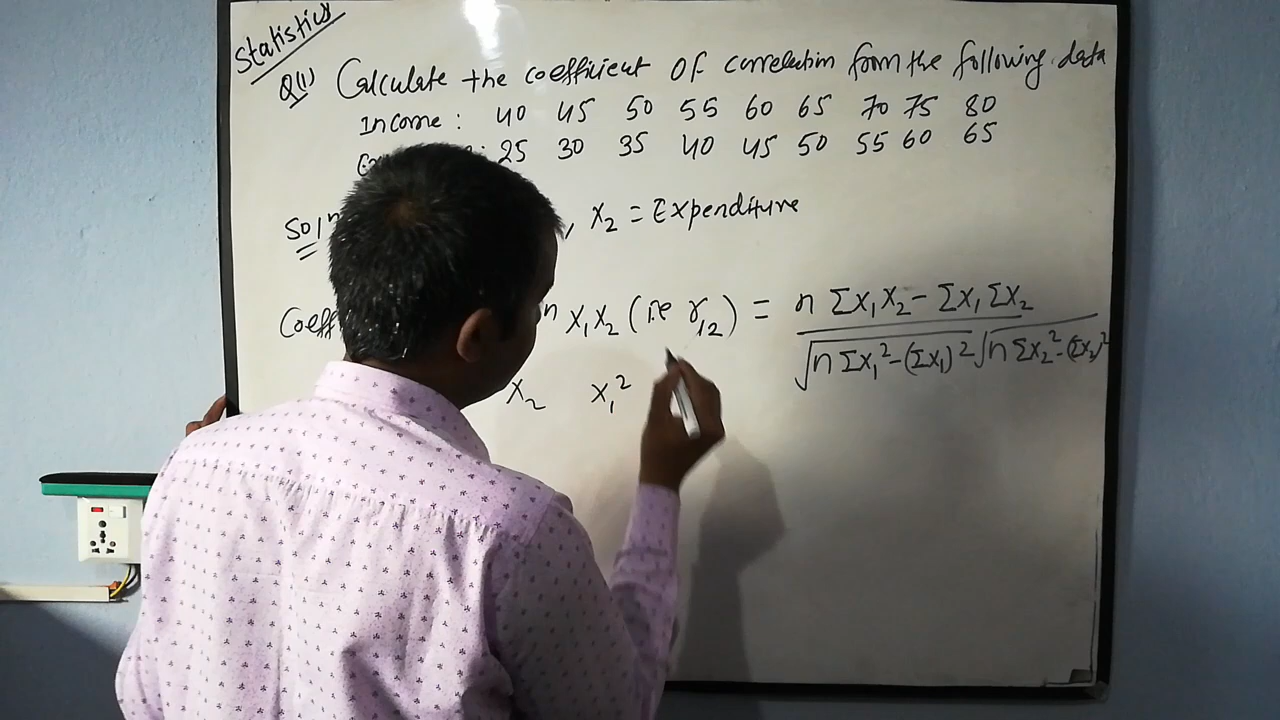 Statistics
Q(1) Calculate the coefficient of correlation from the following data
Income : 40 45 50 55 60 65 70 75 80
: 25 30 35 40 45 50 55 60 65
Sol , X₂ = Expenditure
Coeff n X₁X₂ (i.e r₁₂) = n ΣX₁X₂ - ΣX₁ ΣX₂
√n ΣX₁² - (ΣX₁)² √n ΣX₂² - (ΣX₂)²
X₂ X₁²